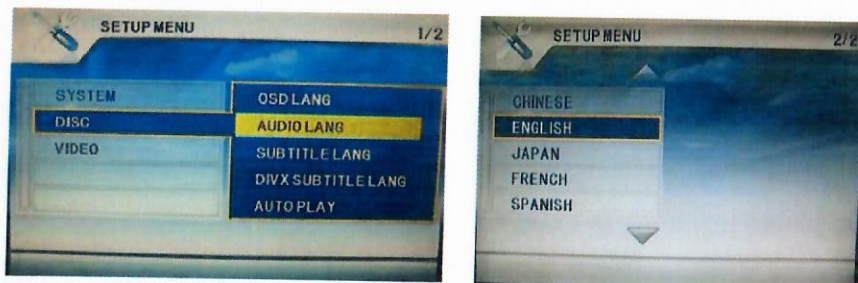 SETUP MENU
1/2
SYSTEM
DISC
VIDEO
OSD LANG
AUDIO LANG
SUBTITLE LANG
DIVX SUBTITLE LANG
AUTO PLAY
SETUP MENU
2/2
CHINESE
ENGLISH
JAPAN
FRENCH
SPANISH